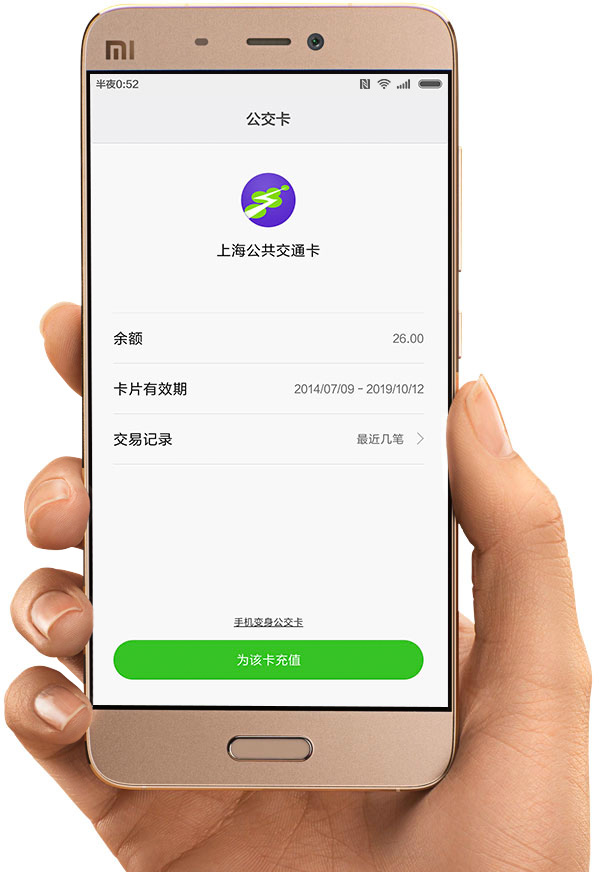 MI
半夜0:52
公交卡
上海公共交通卡
余额 26.00
卡片有效期 2014/07/09 - 2019/10/12
交易记录 最近几笔
手机变身公交卡
为该卡充值